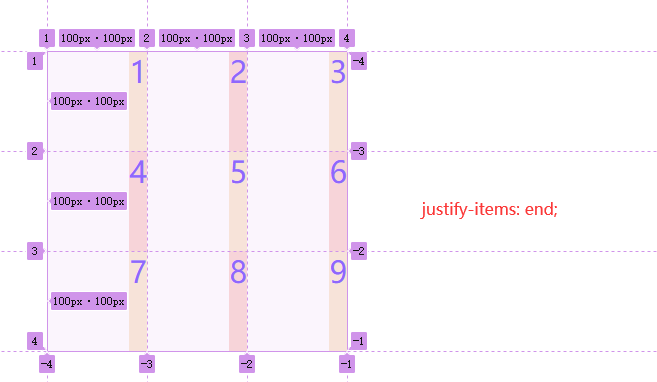 1 100px · 100px 2 100px · 100px 3 100px · 100px 4
1 1 2 3 -4
100px · 100px
2 4 5 6 -3
100px · 100px
justify-items: end;
3 7 8 9 -2
100px · 100px
4 -1
-4 -3 -2 -1